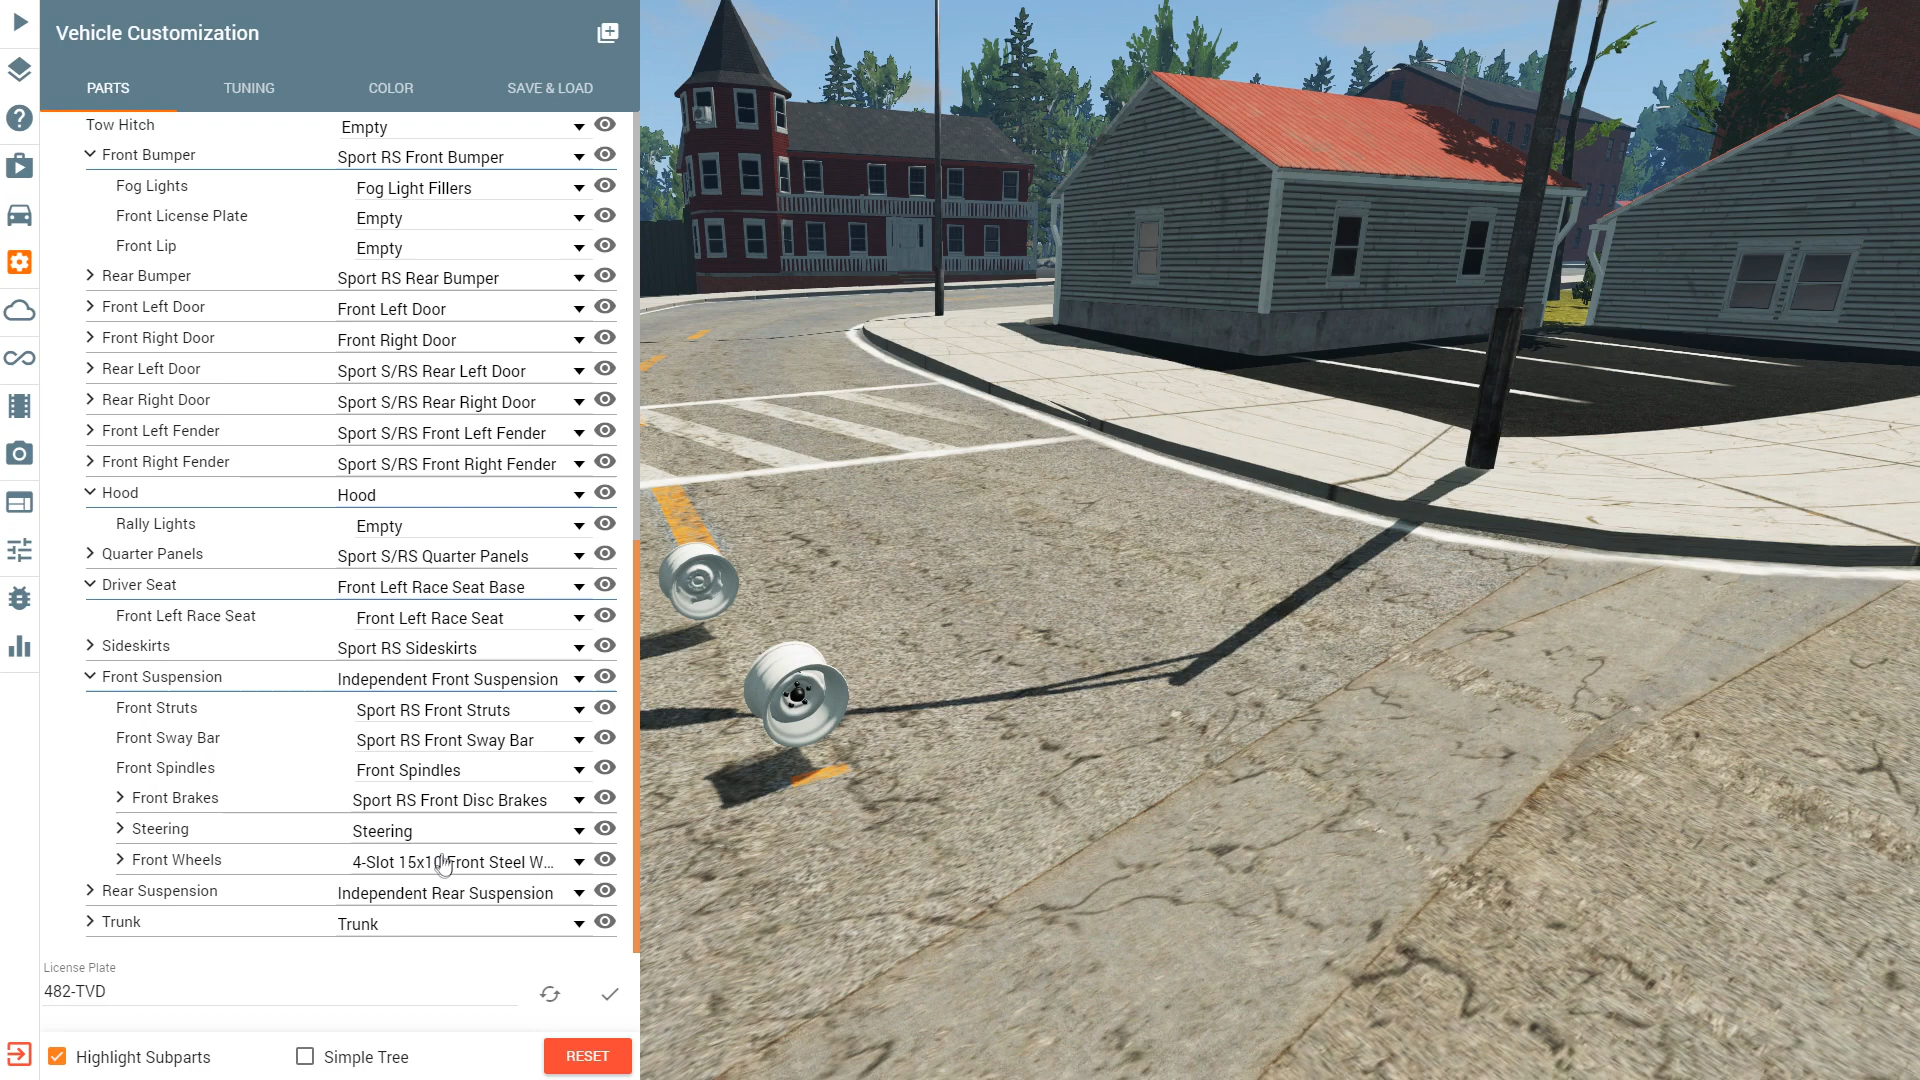 Vehicle Customization
PARTS TUNING COLOR SAVE & LOAD
Tow Hitch Empty
Front Bumper Sport RS Front Bumper
Fog Lights Fog Light Fillers
Front License Plate Empty
Front Lip Empty
Rear Bumper Sport RS Rear Bumper
Front Left Door Front Left Door
Front Right Door Front Right Door
Rear Left Door Sport S/RS Rear Left Door
Rear Right Door Sport S/RS Rear Right Door
Front Left Fender Sport S/RS Front Left Fender
Front Right Fender Sport S/RS Front Right Fender
Hood Hood
Rally Lights Empty
Quarter Panels Sport S/RS Quarter Panels
Driver Seat Front Left Race Seat Base
Front Left Race Seat Front Left Race Seat
Sideskirts Sport RS Sideskirts
Front Suspension Independent Front Suspension
Front Struts Sport RS Front Struts
Front Sway Bar Sport RS Front Sway Bar
Front Spindles Front Spindles
Front Brakes Sport RS Front Disc Brakes
Steering Steering
Front Wheels 4-Slot 15x10 Front Steel W...
Rear Suspension Independent Rear Suspension
Trunk Trunk
License Plate
482-TVD
Highlight Subparts Simple Tree RESET